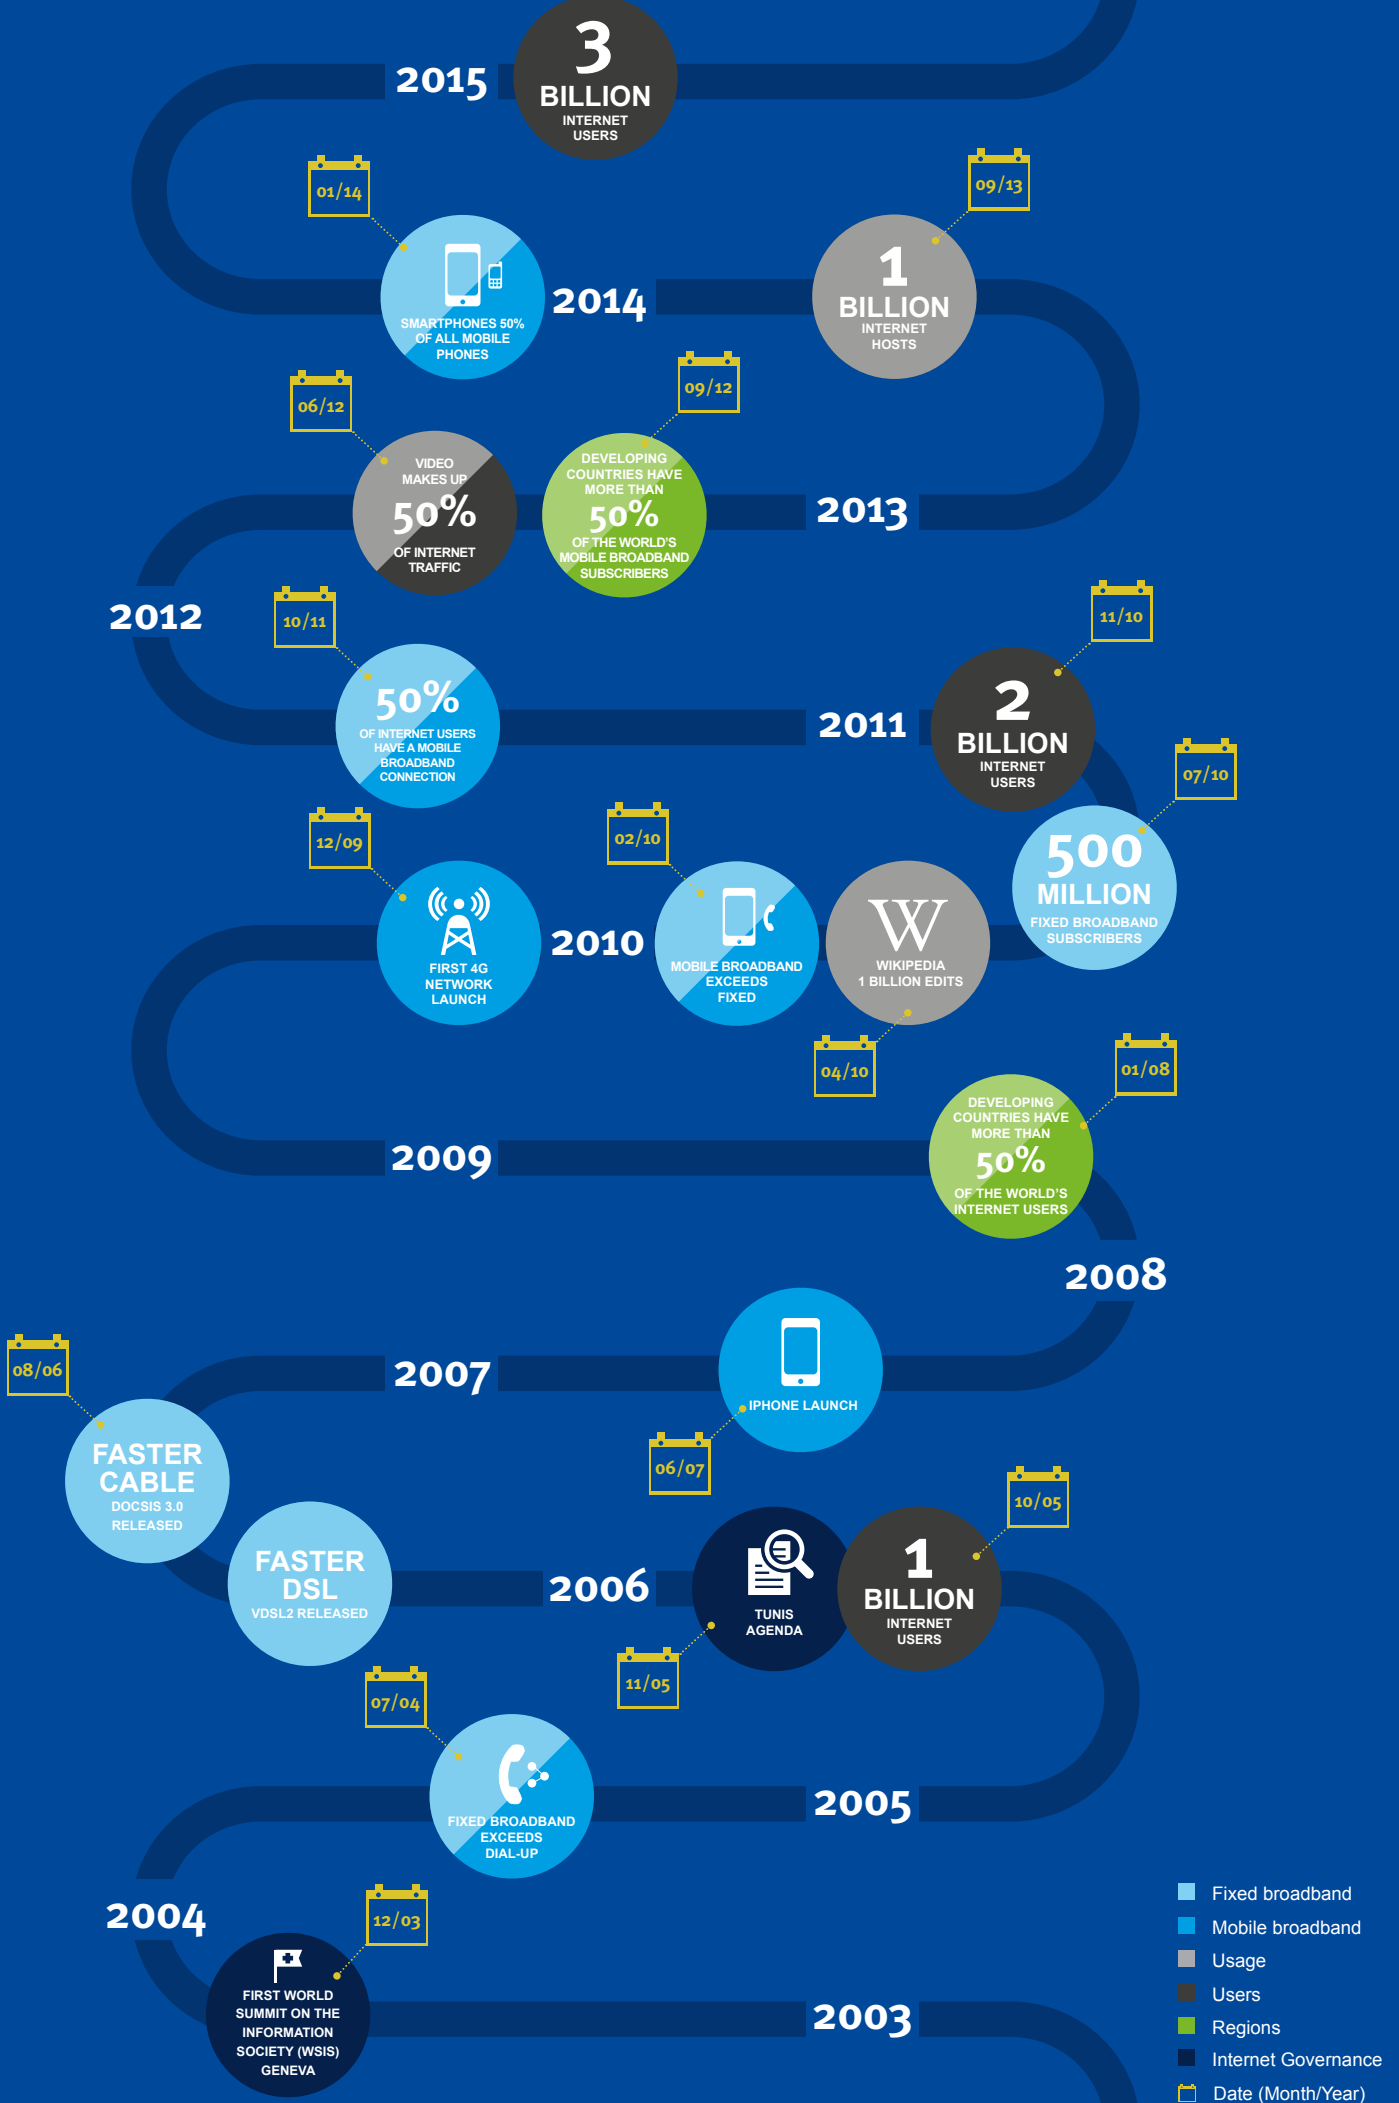 3
BILLION
INTERNET
USERS
2015
01/14
09/13
SMARTPHONES 50%
OF ALL MOBILE
PHONES
2014
1
BILLION
INTERNET
HOSTS
06/12
09/12
VIDEO
MAKES UP
50%
OF INTERNET
TRAFFIC
DEVELOPING
COUNTRIES HAVE
MORE THAN
50%
OF THE WORLD'S
MOBILE BROADBAND
SUBSCRIBERS
2013
2012
10/11
11/10
50%
OF INTERNET USERS
HAVE A MOBILE
BROADBAND
CONNECTION
2011
2
BILLION
INTERNET
USERS
07/10
12/09
02/10
500
MILLION
FIXED BROADBAND
SUBSCRIBERS
FIRST 4G
NETWORK
LAUNCH
2010
MOBILE BROADBAND
EXCEEDS
FIXED
W
WIKIPEDIA
1 BILLION EDITS
04/10
01/08
DEVELOPING
COUNTRIES HAVE
MORE THAN
50%
OF THE WORLD'S
INTERNET USERS
2009
2008
08/06
2007
IPHONE LAUNCH
06/07
FASTER
CABLE
DOCSIS 3.0
RELEASED
10/05
FASTER
DSL
VDSL2 RELEASED
2006
TUNIS
AGENDA
1
BILLION
INTERNET
USERS
11/05
07/04
FIXED BROADBAND
EXCEEDS
DIAL-UP
2005
2004
12/03
FIRST WORLD
SUMMIT ON THE
INFORMATION
SOCIETY (WSIS)
GENEVA
2003
Fixed broadband
Mobile broadband
Usage
Users
Regions
Internet Governance
Date (Month/Year)